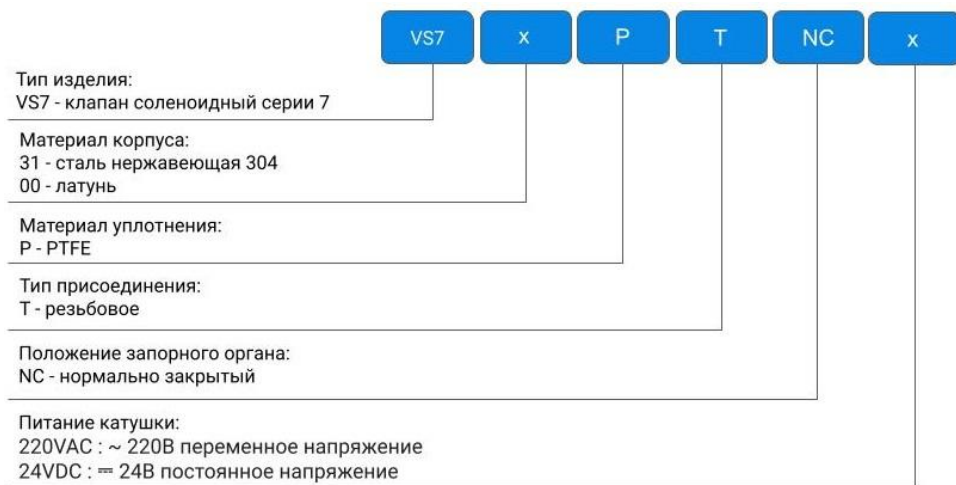 VS7 x P T NC x
Тип изделия:
VS7 - клапан соленоидный серии 7
Материал корпуса:
31 - сталь нержавеющая 304
00 - латунь
Материал уплотнения:
P - PTFE
Тип присоединения:
T - резьбовое
Положение запорного органа:
NC - нормально закрытый
Питание катушки:
220VAC : ~ 220В переменное напряжение
24VDC : ⎓ 24В постоянное напряжение